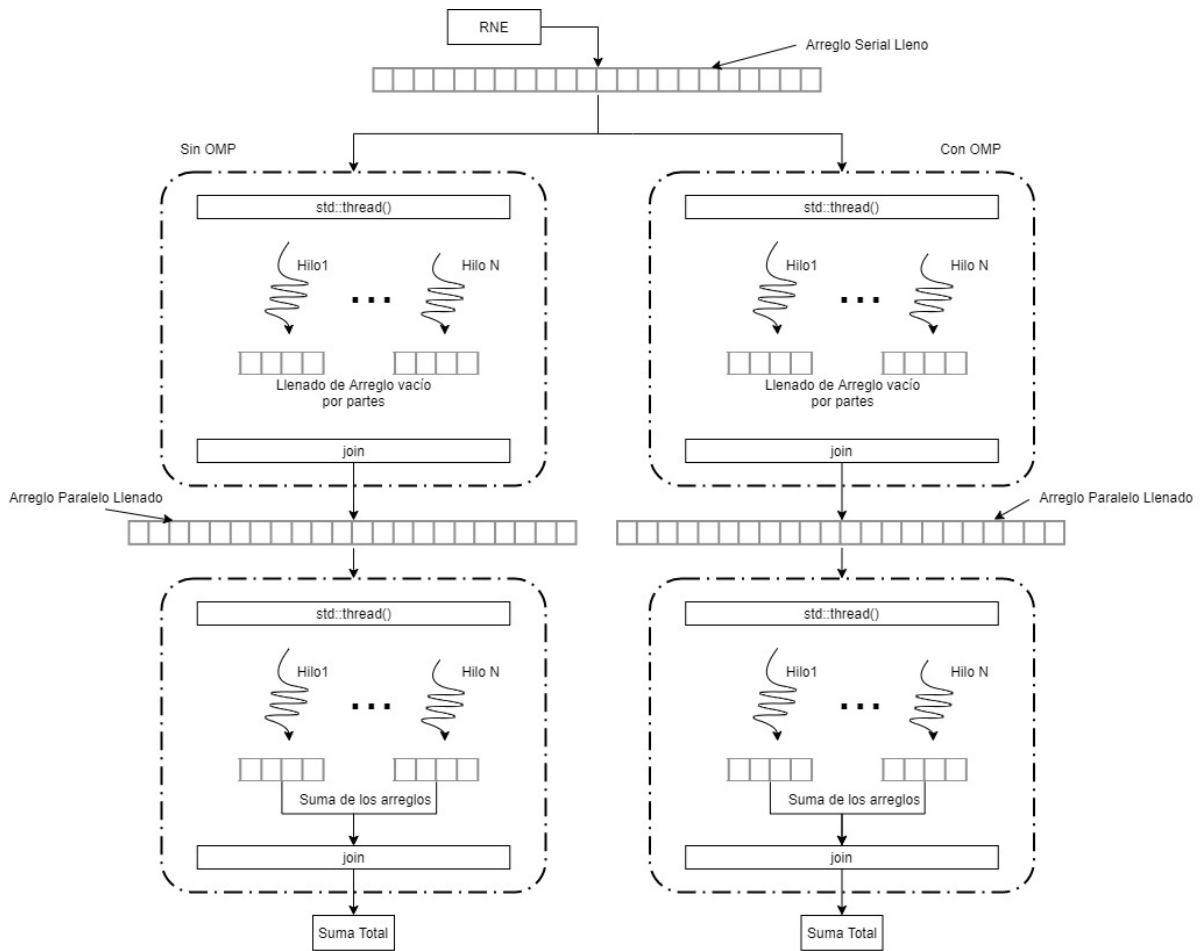 RNE
Arreglo Serial Lleno
Sin OMP
Con OMP
std::thread()
std::thread()
Hilo1
Hilo N
Hilo1
Hilo N
...
...
Llenado de Arreglo vacío
por partes
Llenado de Arreglo vacío
por partes
join
join
Arreglo Paralelo Llenado
Arreglo Paralelo Llenado
std::thread()
std::thread()
Hilo1
Hilo N
Hilo1
Hilo N
...
...
Suma de los arreglos
Suma de los arreglos
join
join
Suma Total
Suma Total